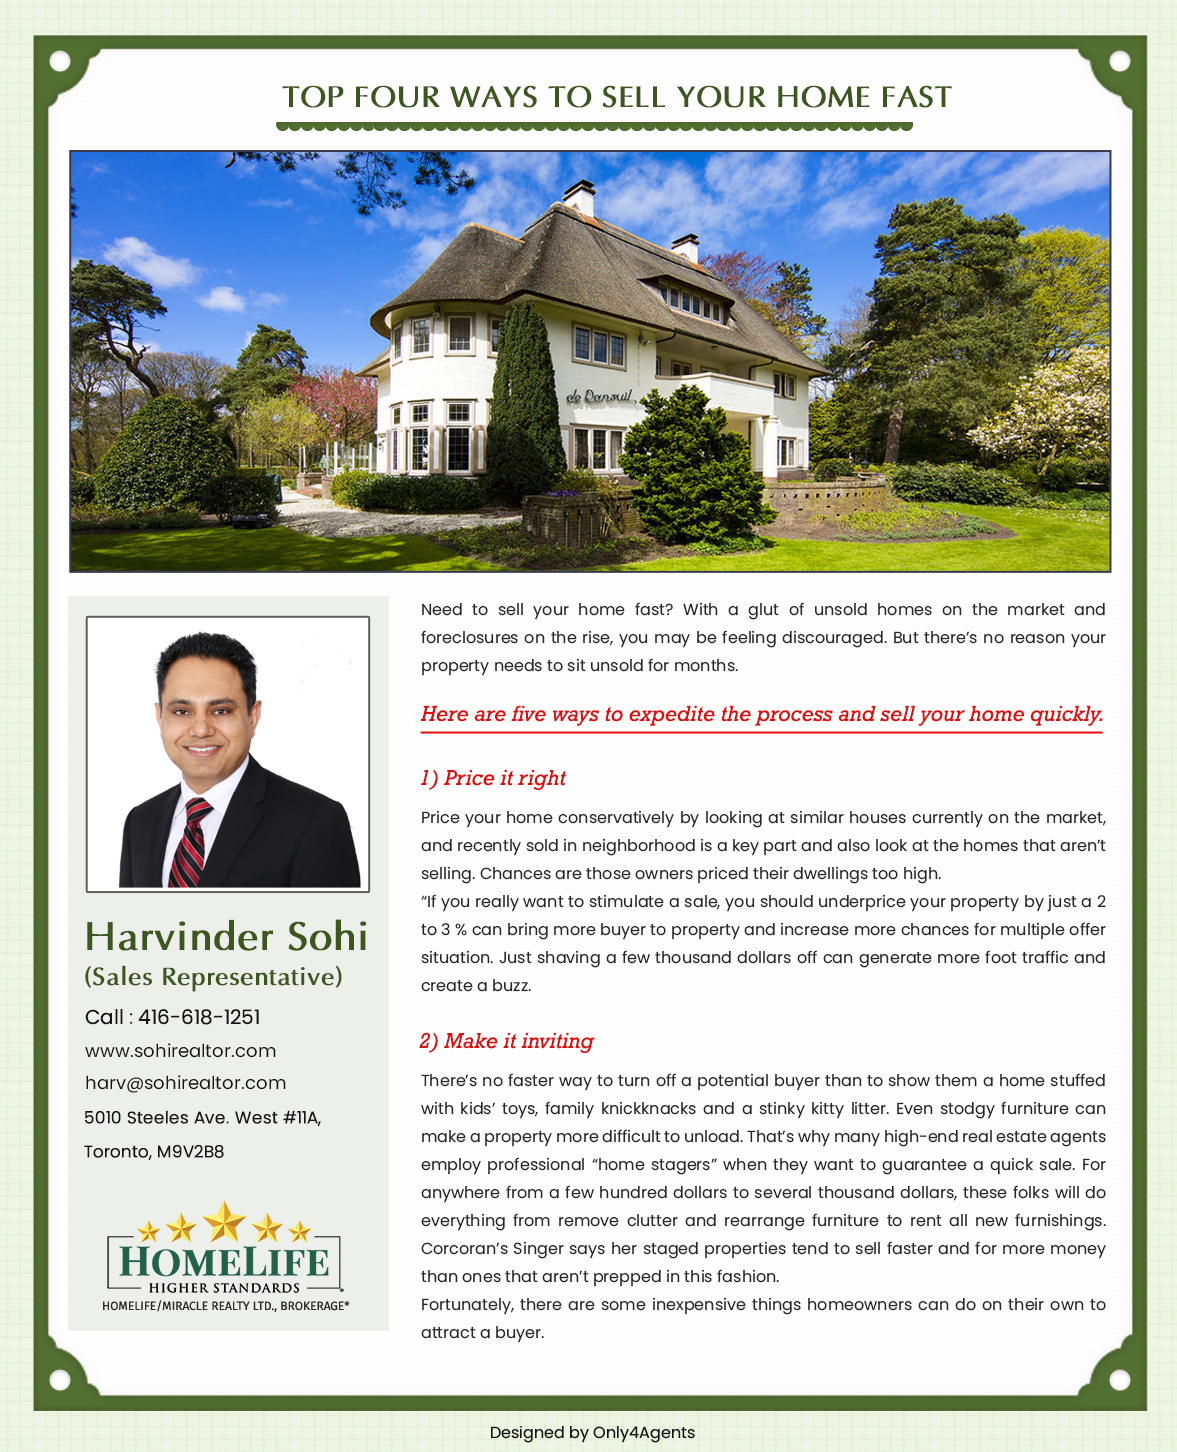 TOP FOUR WAYS TO SELL YOUR HOME FAST
de Danouil
Need to sell your home fast? With a glut of unsold homes on the market and
foreclosures on the rise, you may be feeling discouraged. But there's no reason your
property needs to sit unsold for months.
Here are five ways to expedite the process and sell your home quickly.
1) Price it right
Price your home conservatively by looking at similar houses currently on the market,
and recently sold in neighborhood is a key part and also look at the homes that aren't
selling. Chances are those owners priced their dwellings too high.
“If you really want to stimulate a sale, you should underprice your property by just a 2
to 3 % can bring more buyer to property and increase more chances for multiple offer
situation. Just shaving a few thousand dollars off can generate more foot traffic and
create a buzz.
2) Make it inviting
There's no faster way to turn off a potential buyer than to show them a home stuffed
with kids' toys, family knickknacks and a stinky kitty litter. Even stodgy furniture can
make a property more difficult to unload. That's why many high-end real estate agents
employ professional “home stagers” when they want to guarantee a quick sale. For
anywhere from a few hundred dollars to several thousand dollars, these folks will do
everything from remove clutter and rearrange furniture to rent all new furnishings.
Corcoran's Singer says her staged properties tend to sell faster and for more money
than ones that aren't prepped in this fashion.
Fortunately, there are some inexpensive things homeowners can do on their own to
attract a buyer.
Harvinder Sohi
(Sales Representative)
Call : 416-618-1251
www.sohirealtor.com
harv@sohirealtor.com
5010 Steeles Ave. West #11A,
Toronto, M9V2B8
HOMELIFE
HIGHER STANDARDS
HOMELIFE/MIRACLE REALTY LTD., BROKERAGE*
Designed by Only4Agents